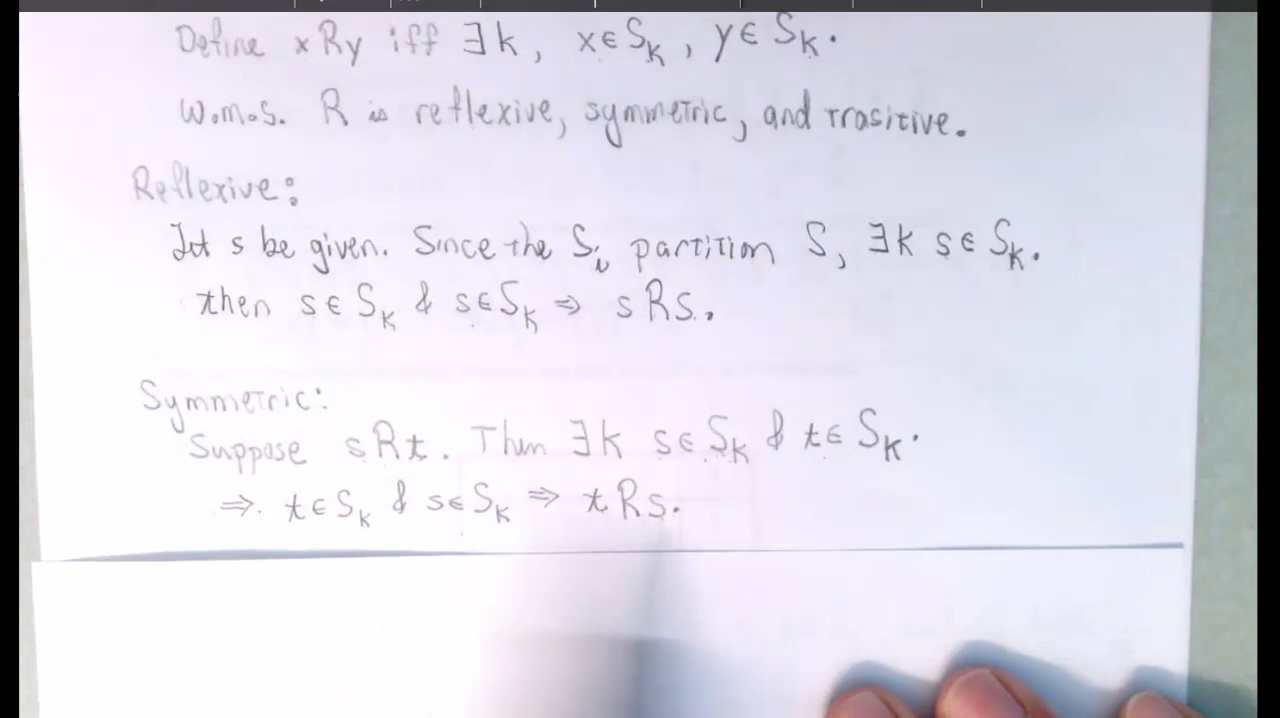 Define xRy iff ∃k, x∈S_k, y∈S_k.
W.m.s. R is reflexive, symmetric, and trasitive.
Reflexive:
Let s be given. Since the S_i partition S, ∃k s∈S_k.
then s∈S_k & s∈S_k ⇒ sRs.
Symmetric:
Suppose sRt. Then ∃k s∈S_k & t∈S_k.
⇒ t∈S_k & s∈S_k ⇒ tRs.